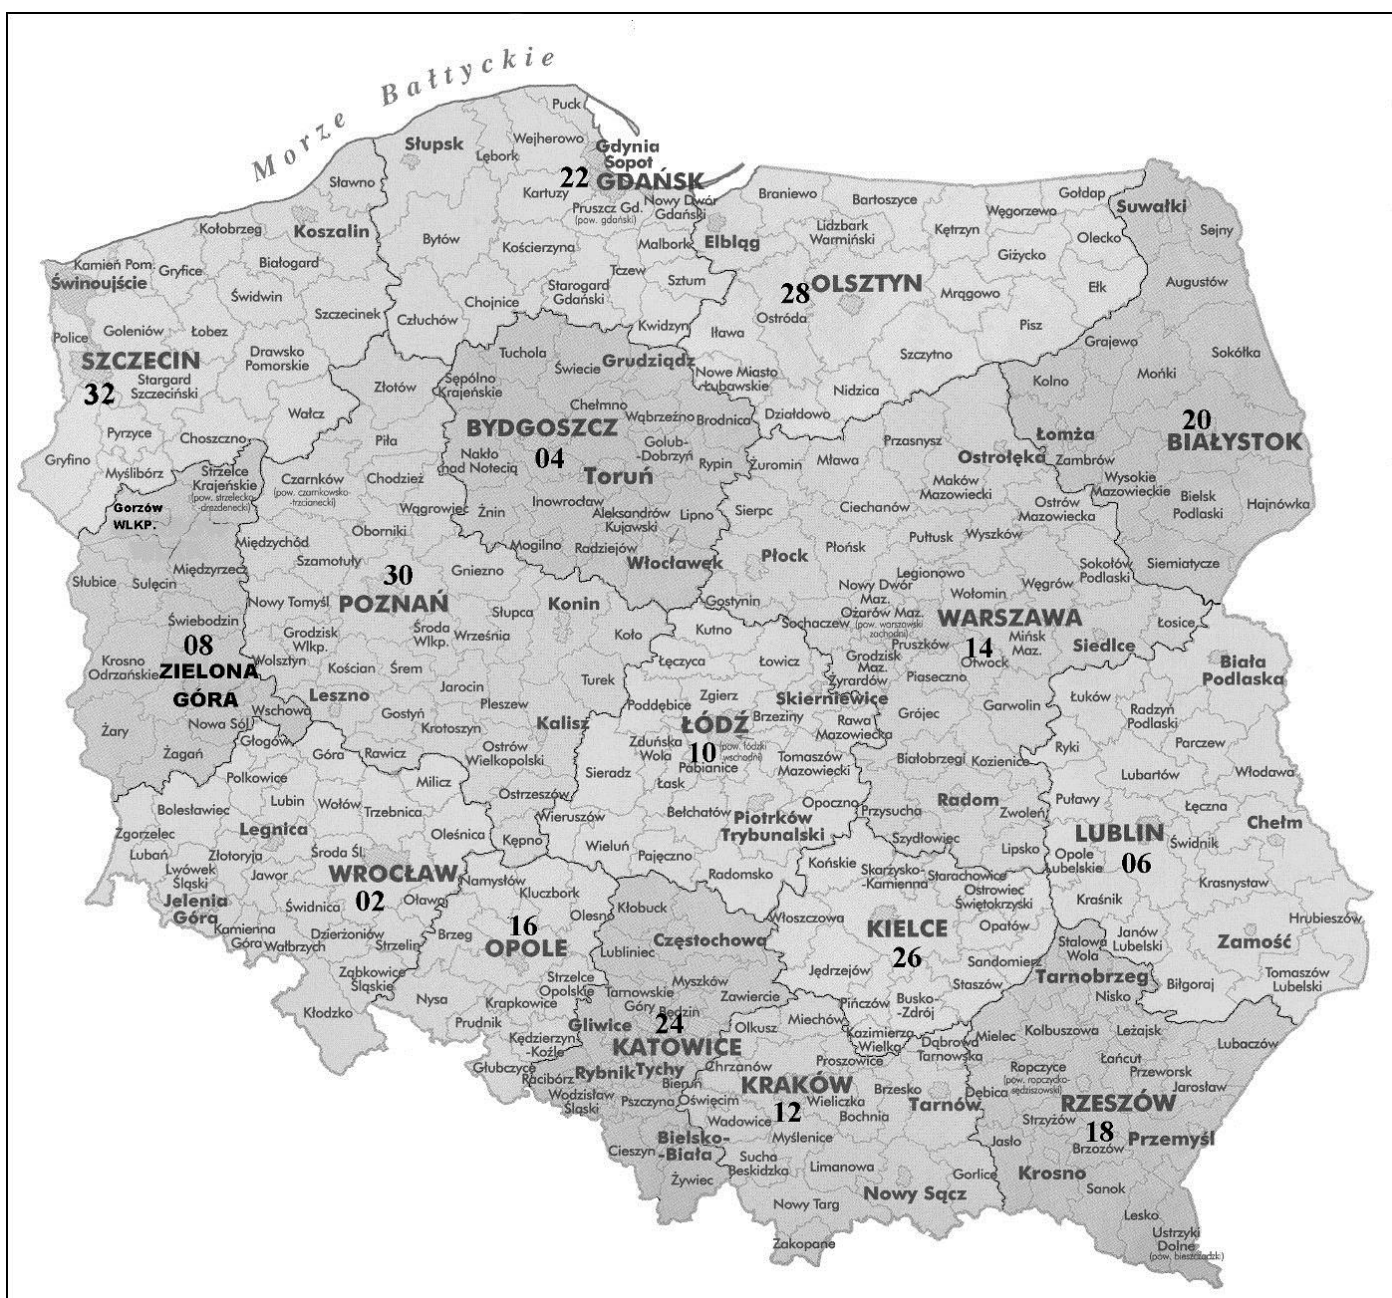 Morze Bałtyckie
Puck
Słupsk
Wejherowo
Lębork
Gdynia
Sopot
22 GDAŃSK
Sławno
Kartuzy
Pruszcz Gd.
(pow. gdański)
Nowy Dwór
Gdański
Kołobrzeg
Koszalin
Bytów
Kościerzyna
Malbork
Elbląg
Braniewo
Bartoszyce
Gołdap
Węgorzewo
Suwałki
Lidzbark
Warmiński
Kętrzyn
Olecko
Sejny
Giżycko
Kamień Pom.
Gryfice
Białogard
Świnoujście
Świdwin
Szczecinek
Tczew
Sztum
Starogard
Gdański
Chojnice
Człuchów
Kwidzyn
28 OLSZTYN
Ostróda
Mrągowo
Ełk
Augustów
Iława
Pisz
Szczytno
Goleniów
Łobez
Police
SZCZECIN
32
Stargard
Szczeciński
Drawsko
Pomorskie
Złotów
Wałcz
Pyrzyce
Choszczno
Gryfino
Myślibórz
Tuchola
Świecie
Grudziądz
Sępólno
Krajeńskie
Nowe Miasto
Lubawskie
Nidzica
Działdowo
Grajewo
Sokółka
Mońki
Kolno
20
BIAŁYSTOK
Chełmno
Wąbrzeźno
Brodnica
BYDGOSZCZ
04
Golub-
-Dobrzyń
Nakło
nad Notecią
Toruń
Rypin
Inowrocław
Żnin
Aleksandrów
Kujawski
Lipno
Mogilno
Radziejów
Włocławek
Piła
Strzelce
Krajeńskie
(pow. strzelecko-
-drezdenecki)
Czarnków
(pow. czarnkowsko-
-trzcianecki)
Chodzież
Wągrowiec
Gorzów
WLKP.
Oborniki
Międzychód
Szamotuły
Międzyrzecz
Słubice
Sulęcin
30
POZNAŃ
Gniezno
Nowy Tomyśl
Słupca
Konin
Świebodzin
Grodzisk
Wlkp.
Środa
Wlkp.
Września
Koło
08
ZIELONA
GÓRA
Krosno
Odrzańskie
Wolsztyn
Kościan
Śrem
Turek
Leszno
Jarocin
Pleszew
Wschowa
Gostyń
Krotoszyn
Kalisz
Nowa Sól
Żary
Żagań
Głogów
Góra
Rawicz
Ostrów
Wielkopolski
Ostrzeszów
Kępno
Przasnysz
Ostrołęka
Łomża
Zambrów
Żuromin
Mława
Maków
Mazowiecki
Wysokie
Mazowieckie
Bielsk
Podlaski
Hajnówka
Sierpc
Ciechanów
Ostrów
Mazowiecka
Pułtusk
Wyszków
Płock
Płońsk
Siemiatycze
Sokołów
Podlaski
Legionowo
Węgrów
Wołomin
Nowy Dwór
Maz.
Gostynin
Ożarów Maz.
(pow. warszawski
zachodni)
Sochaczew
WARSZAWA
14
Pruszków
Mińsk
Maz.
Siedlce
Łosice
Otwock
Grodzisk
Maz.
Żyrardów
Piaseczno
Grójec
Garwolin
Białobrzegi
Kozienice
Przysucha
Radom
Zwoleń
Szydłowiec
Lipsko
Kutno
Łęczyca
Łowicz
Zgierz
Skierniewice
Poddębice
Brzeziny
Rawa
Mazowiecka
ŁÓDŹ
10
(pow. łódzki
wschodni)
Zduńska
Wola
Pabianice
Sieradz
Łask
Tomaszów
Mazowiecki
Bełchatów
Opoczno
Piotrków
Trybunalski
Wieruszów
Wieluń
Pajęczno
Radomsko
Biała
Podlaska
Łuków
Radzyń
Podlaski
Ryki
Parczew
Lubartów
Włodawa
Puławy
Łęczna
Chełm
LUBLIN
06
Świdnik
Opole
Lubelskie
Krasnystaw
Kraśnik
Hrubieszów
Janów
Lubelski
Zamość
Biłgoraj
Tomaszów
Lubelski
Polkowice
Milicz
Bolesławiec
Lubin
Wołów
Trzebnica
Zgorzelec
Legnica
Oleśnica
Lubań
Złotoryja
Środa Śl.
Lwówek
Śląski
Jawor
WROCŁAW
02
Oława
Jelenia
Góra
Świdnica
Kamienna
Góra
Wałbrzych
Dzierżoniów
Strzelin
Ząbkowice
Śląskie
Kłodzko
Namysłów
Kluczbork
Olesno
16
OPOLE
Brzeg
Strzelce
Opolskie
Nysa
Krapkowice
Prudnik
Kędzierzyn
-Koźle
Głubczyce
Kłobuck
Częstochowa
Lubliniec
Myszków
Tarnowskie
Góry
Zawiercie
Będzin
24
Gliwice
KATOWICE
Rybnik
Tychy
Racibórz
Bieruń
Wodzisław
Śląski
Pszczyna
Bielsko-
-Biała
Cieszyn
Żywiec
Końskie
Skarżysko-
-Kamienna
Starachowice
Ostrowiec
Świętokrzyski
Włoszczowa
KIELCE
26
Opatów
Jędrzejów
Sandomierz
Staszów
Pińczów
Busko-
-Zdrój
Kazimierza
Wielka
Olkusz
Miechów
Proszowice
Dąbrowa
Tarnowska
Chrzanów
KRAKÓW
12
Brzesko
Oświęcim
Wieliczka
Bochnia
Tarnów
Wadowice
Myślenice
Sucha
Beskidzka
Limanowa
Gorlice
Nowy Sącz
Nowy Targ
Zakopane
Stalowa
Wola
Tarnobrzeg
Nisko
Mielec
Kolbuszowa
Leżajsk
Lubaczów
Łańcut
Ropczyce
(pow. ropczycko-
-sędziszowski)
Przeworsk
Dębica
Jarosław
RZESZÓW
18
Strzyżów
Przemyśl
Jasło
Brzozów
Krosno
Sanok
Lesko
Ustrzyki
Dolne
(pow. bieszczadzki)